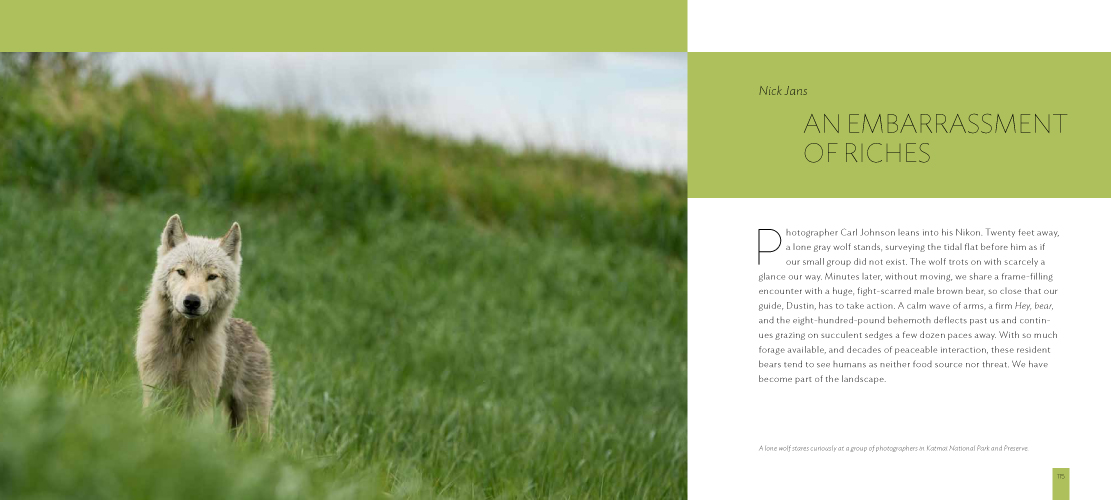 Nick Jans
AN EMBARRASSMENT
OF RICHES
Photographer Carl Johnson leans into his Nikon. Twenty feet away,
a lone gray wolf stands, surveying the tidal flat before him as if
our small group did not exist. The wolf trots on with scarcely a
glance our way. Minutes later, without moving, we share a frame-filling
encounter with a huge, fight-scarred male brown bear, so close that our
guide, Dustin, has to take action. A calm wave of arms, a firm Hey, bear,
and the eight-hundred-pound behemoth deflects past us and contin-
ues grazing on succulent sedges a few dozen paces away. With so much
forage available, and decades of peaceable interaction, these resident
bears tend to see humans as neither food source nor threat. We have
become part of the landscape.
A lone wolf stares curiously at a group of photographers in Katmai National Park and Preserve.
115